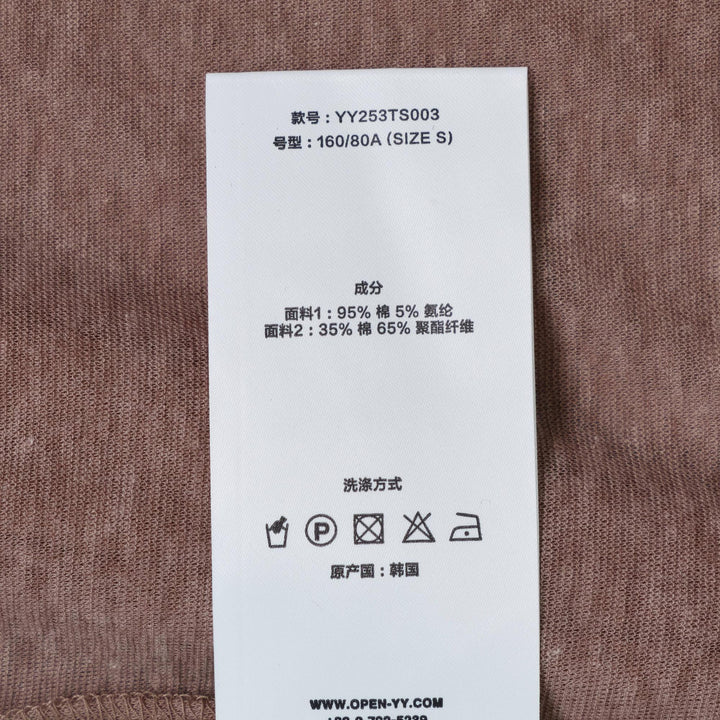 款号：YY253TS003
号型：160/80A (SIZE S)
成分
面料1：95% 棉 5% 氨纶
面料2：35% 棉 65% 聚酯纤维
洗涤方式
P
原产国：韩国
WWW.OPEN-YY.COM